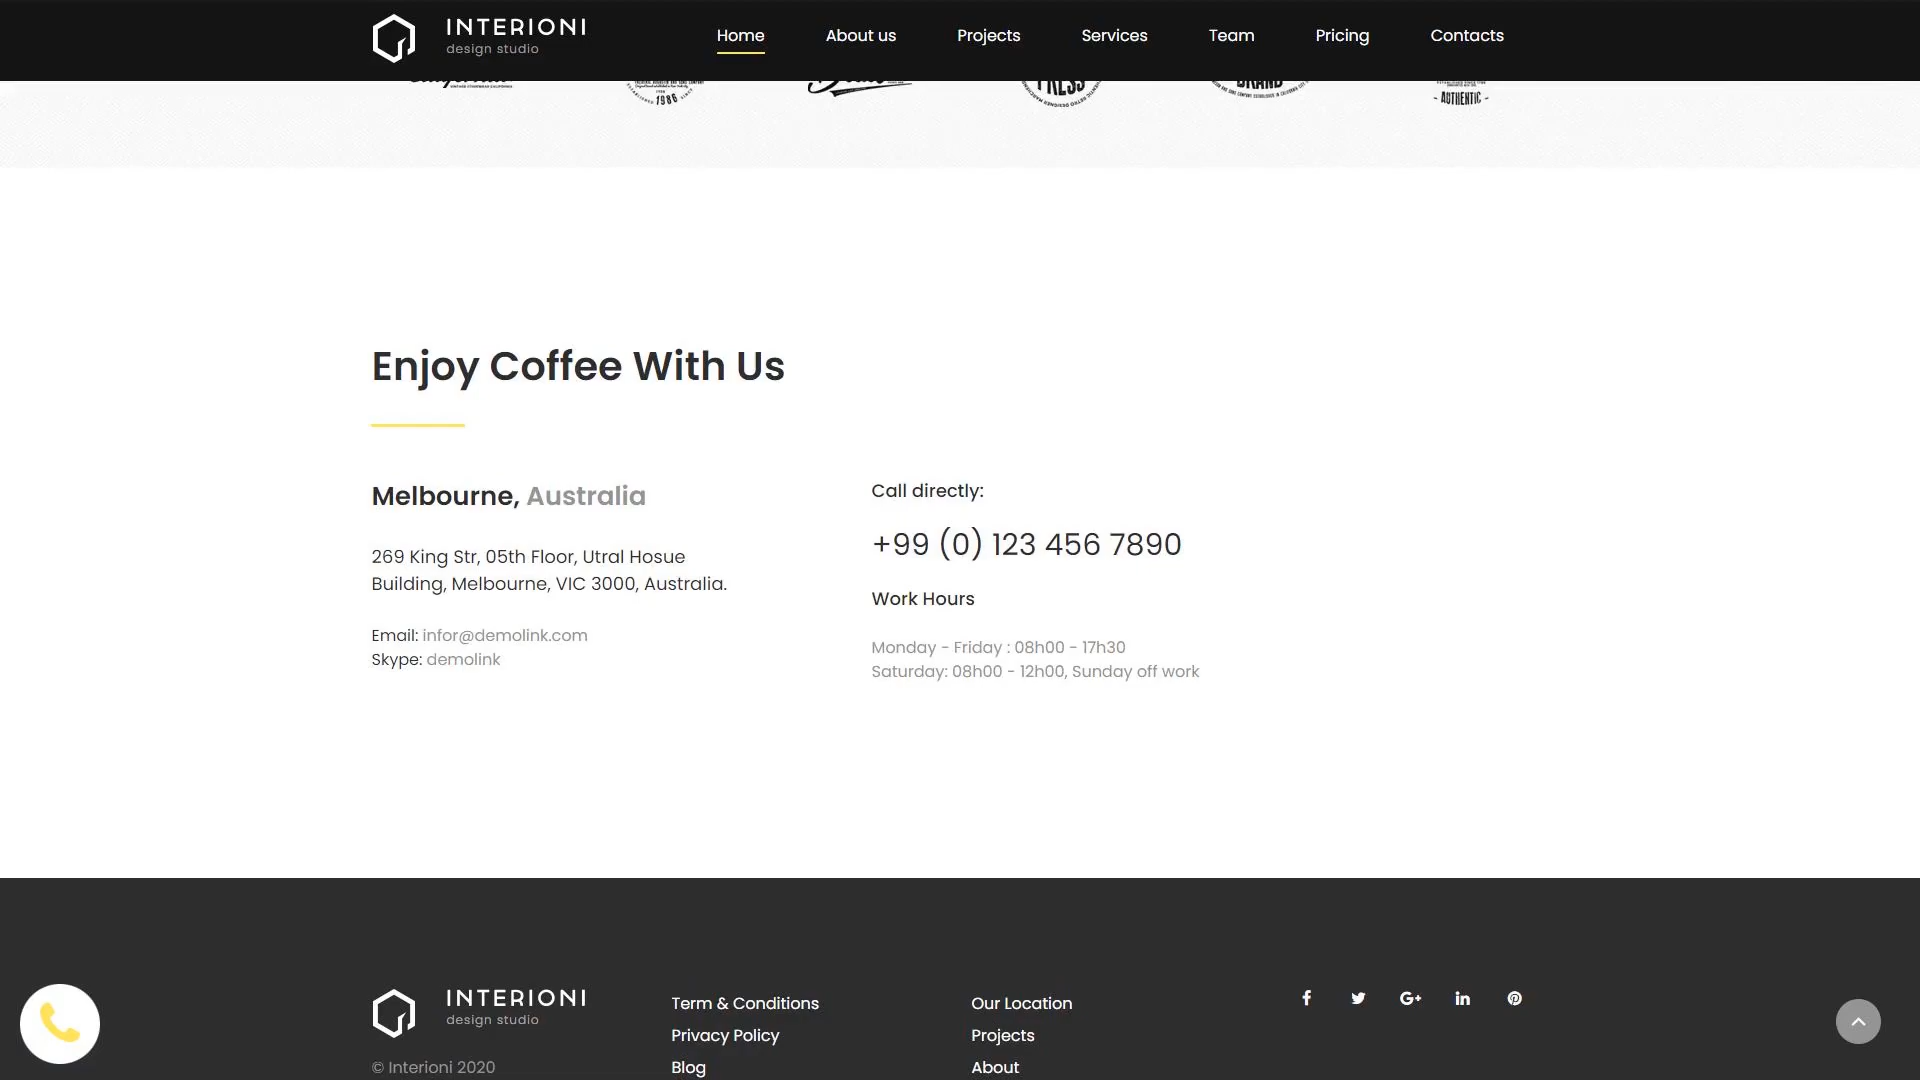 INTERIONI
design studio
Home
About us
Projects
Services
Team
Pricing
Contacts
1986
PRESS
BRAND
- AUTHENTIC -
Enjoy Coffee With Us
Melbourne, Australia
269 King Str, 05th Floor, Utral Hosue
Building, Melbourne, VIC 3000, Australia.
Email: infor@demolink.com
Skype: demolink
Call directly:
+99 (0) 123 456 7890
Work Hours
Monday - Friday : 08h00 - 17h30
Saturday: 08h00 - 12h00, Sunday off work
INTERIONI
design studio
© Interioni 2020
Term & Conditions
Privacy Policy
Blog
Our Location
Projects
About